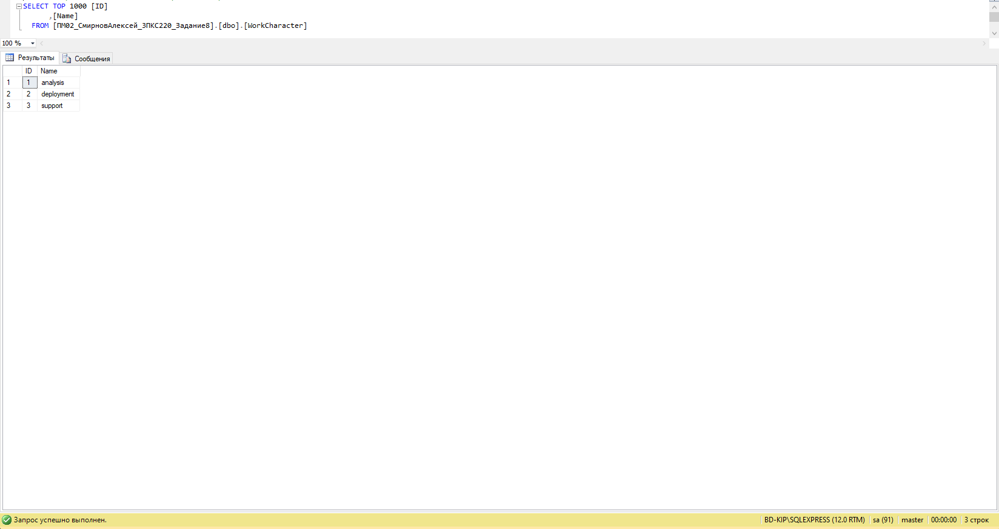 SELECT TOP 1000 [ID]
,[Name]
FROM [ПМ02_СмирновАлексей_3ПКС220_Задание8].[dbo].[WorkCharacter]
100 %
Результаты Сообщения
ID Name
1 1 analysis
2 2 deployment
3 3 support
Запрос успешно выполнен. BD-KIP\SQLEXPRESS (12.0 RTM) sa (91) master 00:00:00 3 строк